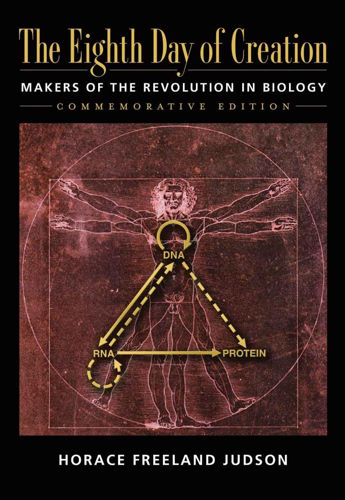 The Eighth Day of Creation
MAKERS OF THE REVOLUTION IN BIOLOGY
COMMEMORATIVE EDITION
DNA
RNA
PROTEIN
HORACE FREELAND JUDSON